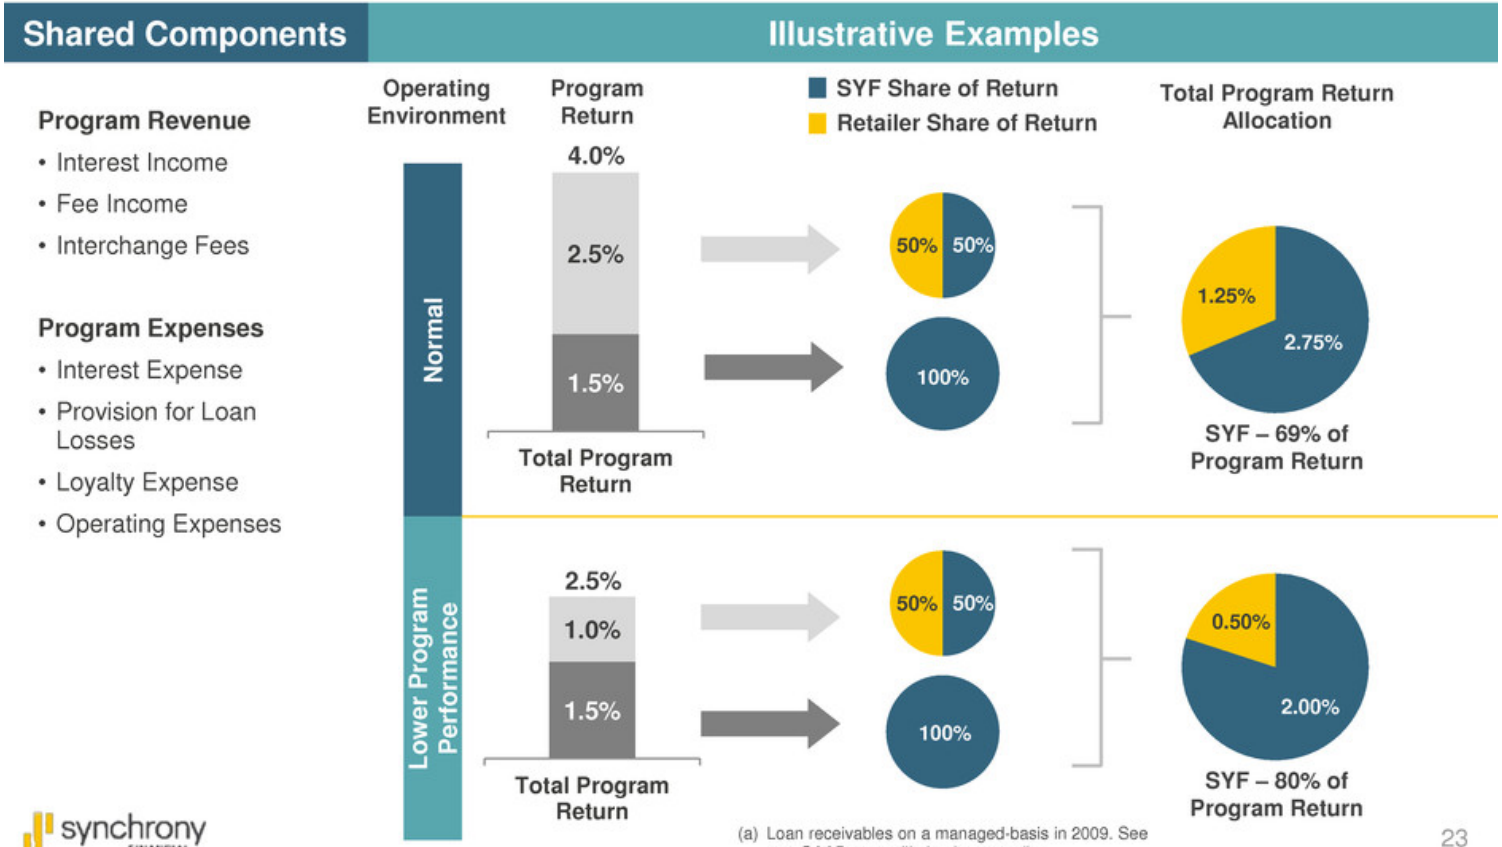 Shared Components
Illustrative Examples
Program Revenue
• Interest Income
• Fee Income
• Interchange Fees
Program Expenses
• Interest Expense
• Provision for Loan
Losses
• Loyalty Expense
• Operating Expenses
Operating
Environment
Program
Return
SYF Share of Return
Retailer Share of Return
Total Program Return
Allocation
Normal
4.0%
2.5%
1.5%
Total Program
Return
50%
50%
100%
1.25%
2.75%
SYF – 69% of
Program Return
Lower Program
Performance
2.5%
1.0%
1.5%
Total Program
Return
50%
50%
100%
0.50%
2.00%
SYF – 80% of
Program Return
synchrony
(a) Loan receivables on a managed-basis in 2009. See
23